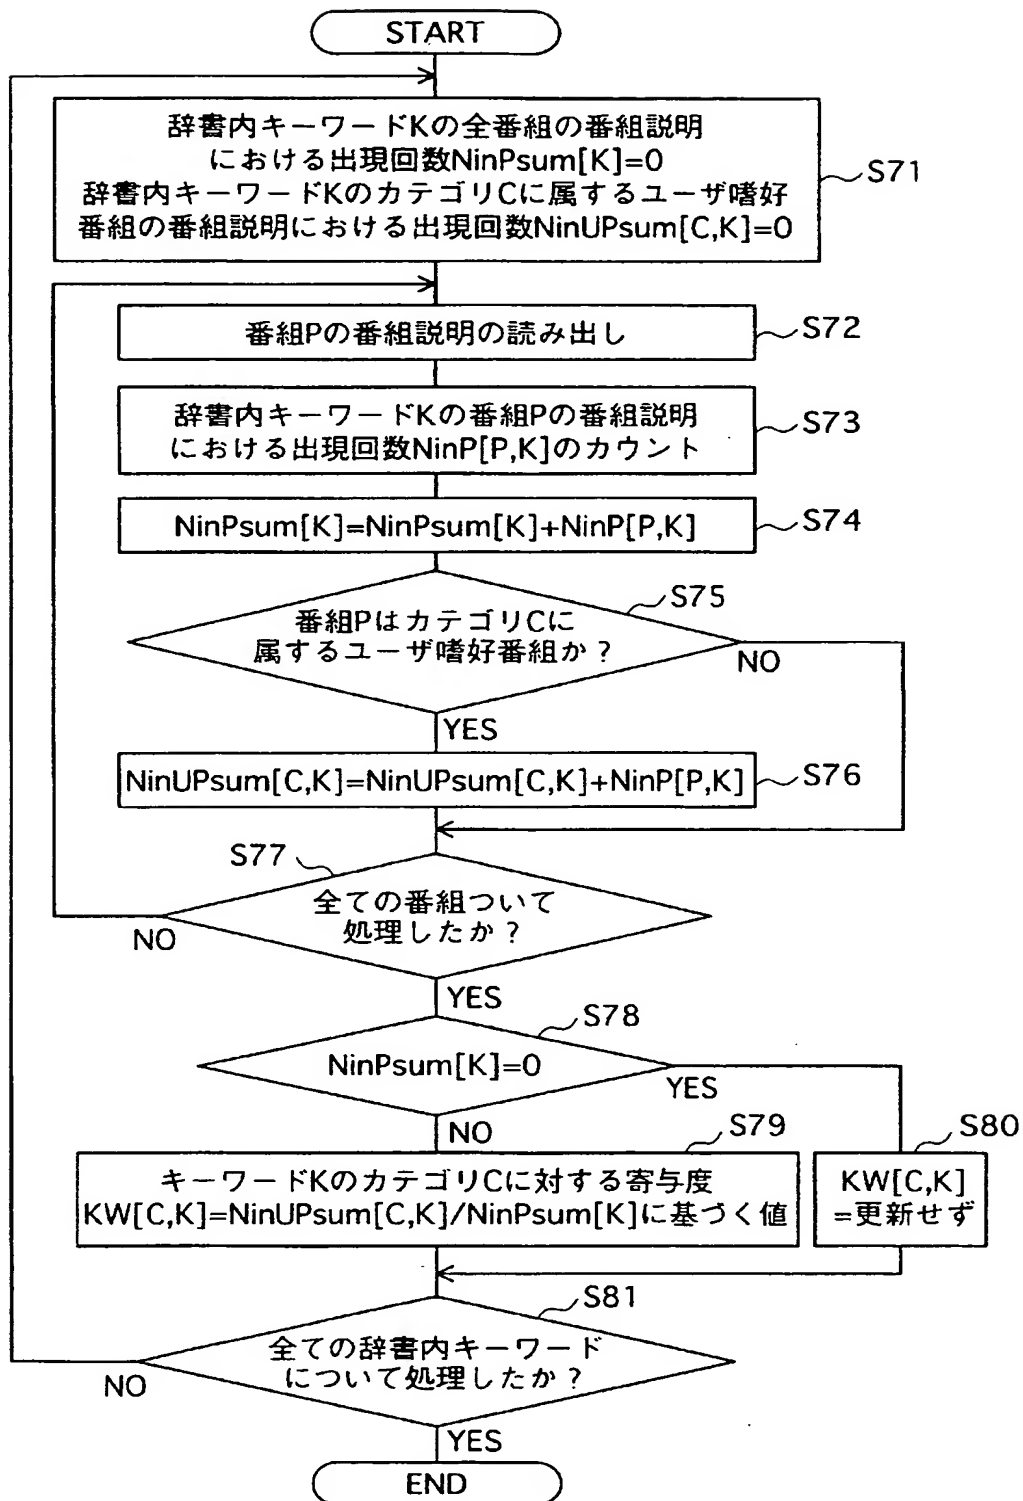 START
辞書内キーワードKの全番組の番組説明
における出現回数NinPsum[K]=0
辞書内キーワードKのカテゴリCに属するユーザ嗜好
番組の番組説明における出現回数NinUPsum[C,K]=0
S71
番組Pの番組説明の読み出し
S72
辞書内キーワードKの番組Pの番組説明
における出現回数NinP[P,K]のカウント
S73
NinPsum[K]=NinPsum[K]+NinP[P,K]
S74
S75
番組PはカテゴリCに
属するユーザ嗜好番組か？
NO
YES
NinUPsum[C,K]=NinUPsum[C,K]+NinP[P,K]
S76
S77
全ての番組ついて
処理したか？
NO
YES
S78
NinPsum[K]=0
YES
NO
S79
キーワードKのカテゴリCに対する寄与度
KW[C,K]=NinUPsum[C,K]/NinPsum[K]に基づく値
S80
KW[C,K]
=更新せず
S81
全ての辞書内キーワード
について処理したか？
NO
YES
END